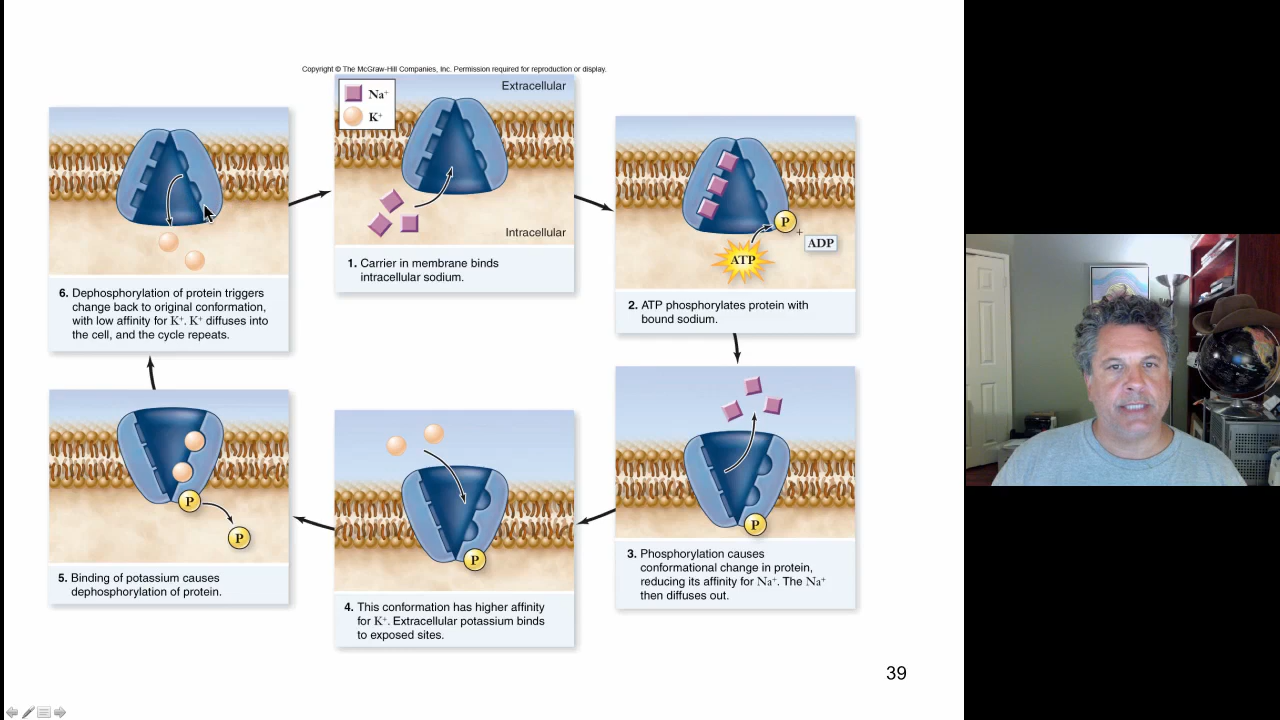 Copyright © The McGraw-Hill Companies, Inc. Permission required for reproduction or display.
Na⁺
K⁺
Extracellular
Intracellular
1. Carrier in membrane binds
intracellular sodium.
P
+
ADP
ATP
2. ATP phosphorylates protein with
bound sodium.
P
3. Phosphorylation causes
conformational change in protein,
reducing its affinity for Na⁺. The Na⁺
then diffuses out.
P
4. This conformation has higher affinity
for K⁺. Extracellular potassium binds
to exposed sites.
P
P
5. Binding of potassium causes
dephosphorylation of protein.
6. Dephosphorylation of protein triggers
change back to original conformation,
with low affinity for K⁺. K⁺ diffuses into
the cell, and the cycle repeats.
39